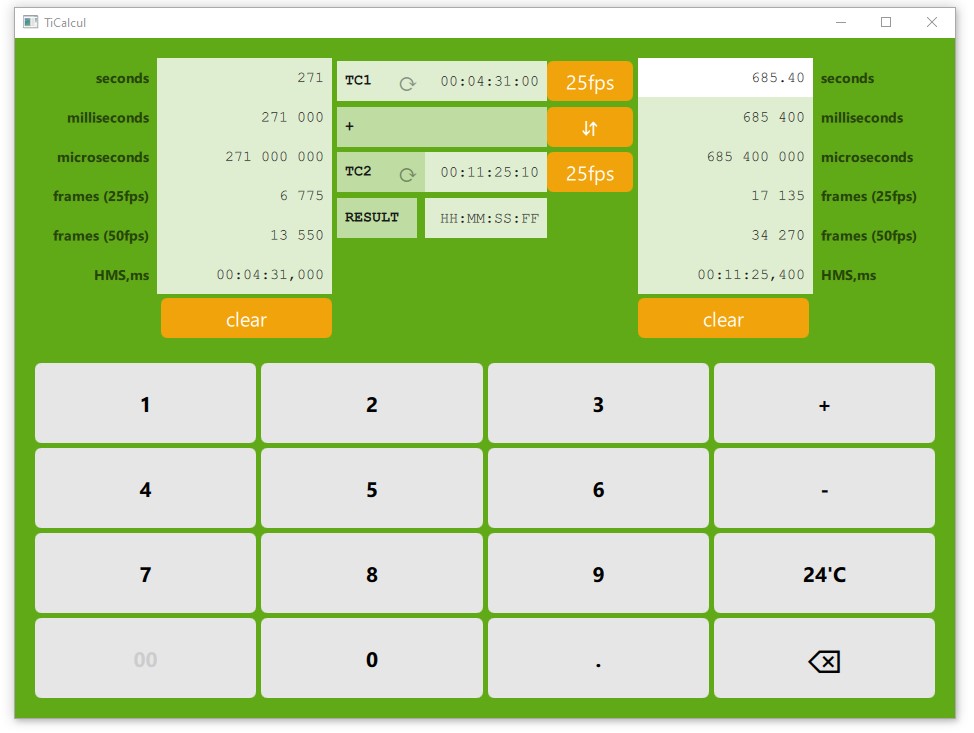 TiCalcul
seconds 271 TC1 00:04:31:00 25fps 685.40 seconds
milliseconds 271 000 + 685 400 milliseconds
microseconds 271 000 000 TC2 00:11:25:10 25fps 685 400 000 microseconds
frames (25fps) 6 775 RESULT HH:MM:SS:FF 17 135 frames (25fps)
frames (50fps) 13 550 34 270 frames (50fps)
HMS,ms 00:04:31,000 00:11:25,400 HMS,ms
clear clear
1 2 3 +
4 5 6 -
7 8 9 24'C
00 0 .